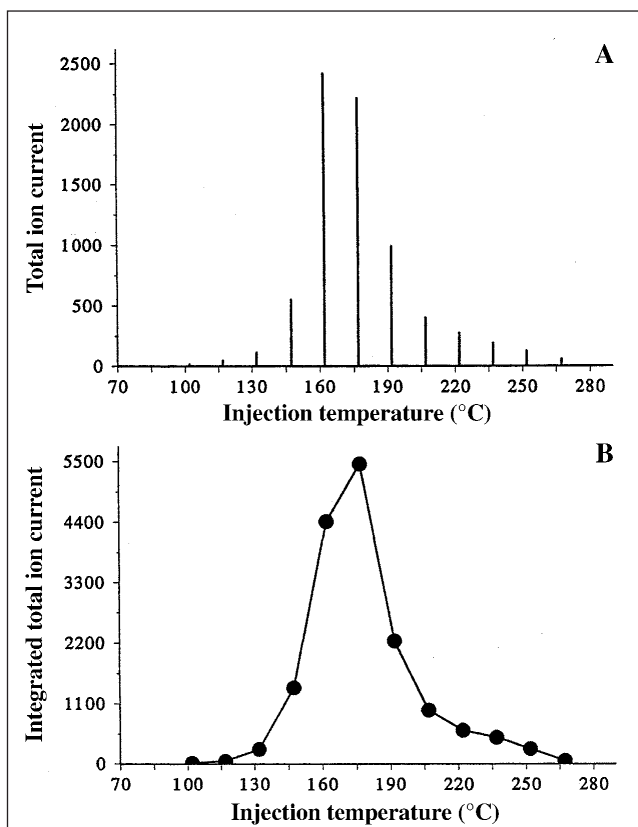 A
2500
2000
1500
1000
500
0
Total ion current
70 100 130 160 190 220 250 280
Injection temperature (°C)
B
5500
4400
3300
2200
1100
0
Integrated total ion current
70 100 130 160 190 220 250 280
Injection temperature (°C)